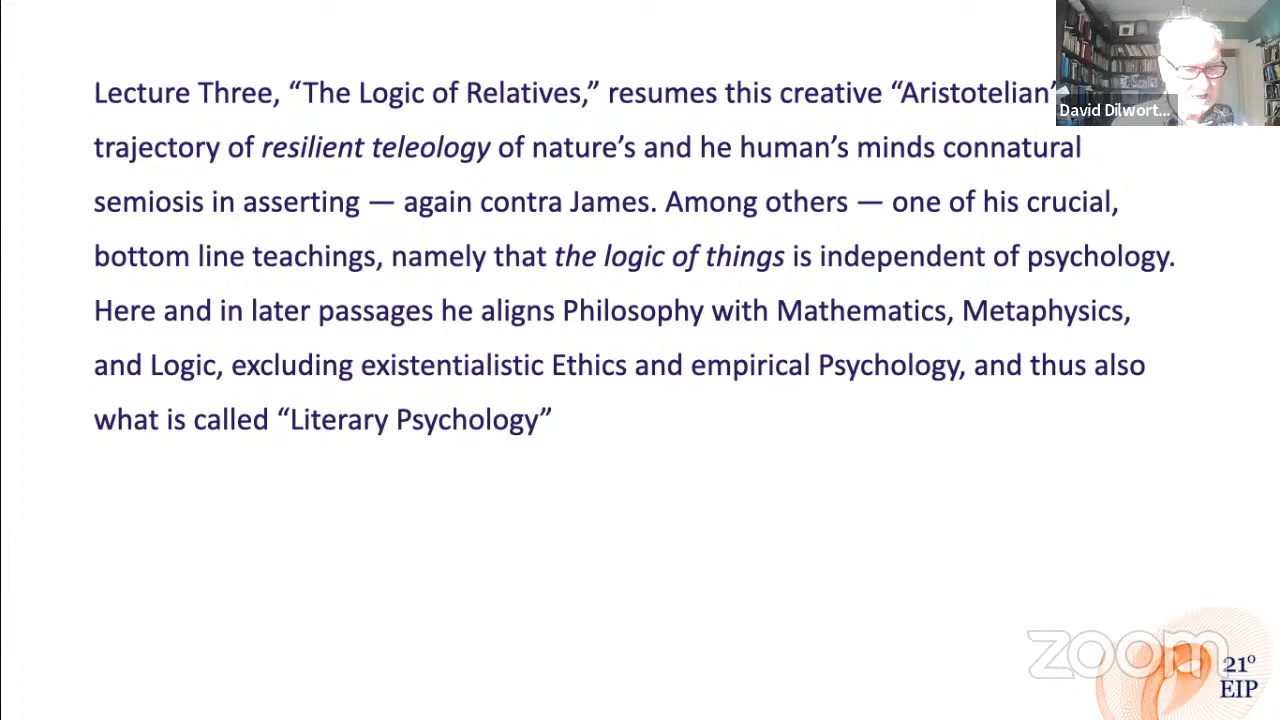 Lecture Three, “The Logic of Relatives,” resumes this creative “Aristotelian”
trajectory of resilient teleology of nature’s and he human’s minds connatural
semiosis in asserting — again contra James. Among others — one of his crucial,
bottom line teachings, namely that the logic of things is independent of psychology.
Here and in later passages he aligns Philosophy with Mathematics, Metaphysics,
and Logic, excluding existentialistic Ethics and empirical Psychology, and thus also
what is called “Literary Psychology”
David Dilwort...
zoom
21º
EIP